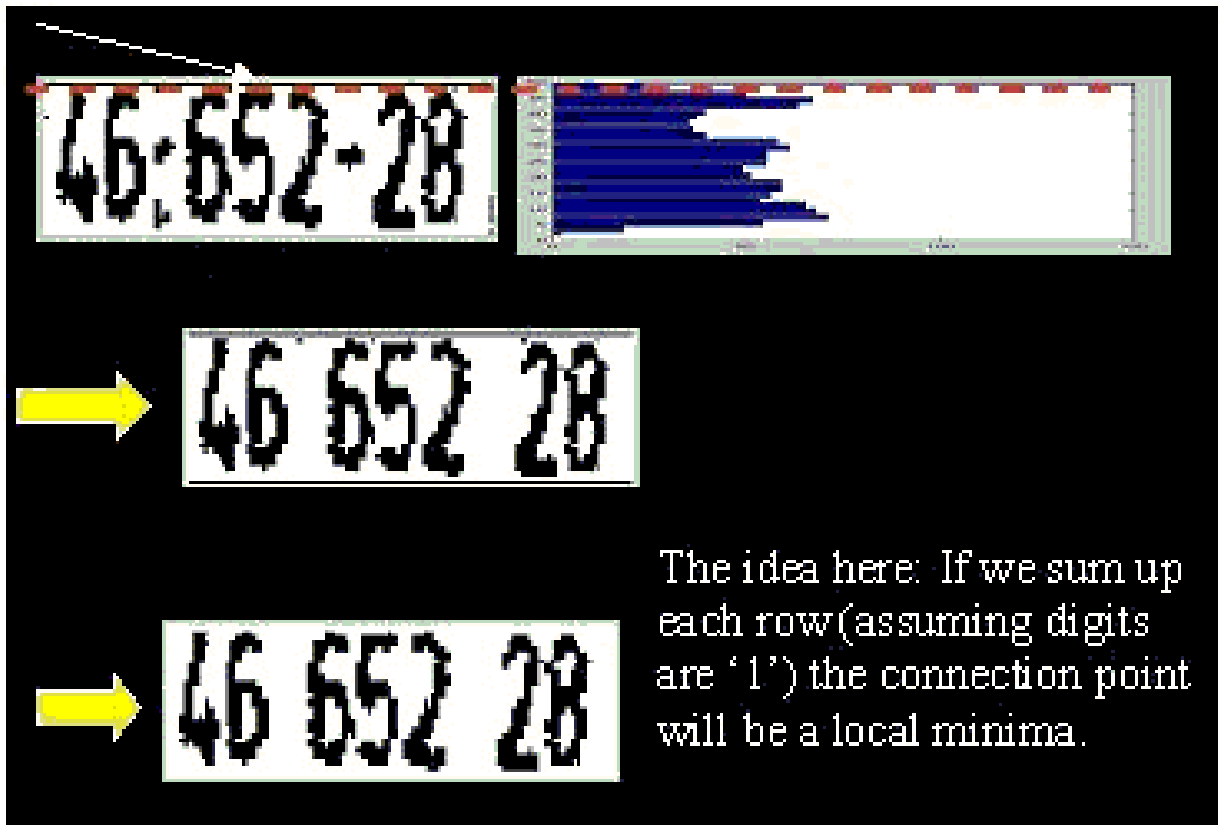 46·652·28
46 652 28
The idea here: If we sum up
each row(assuming digits
are ‘1’) the connection point
will be a local minima.
46 652 28